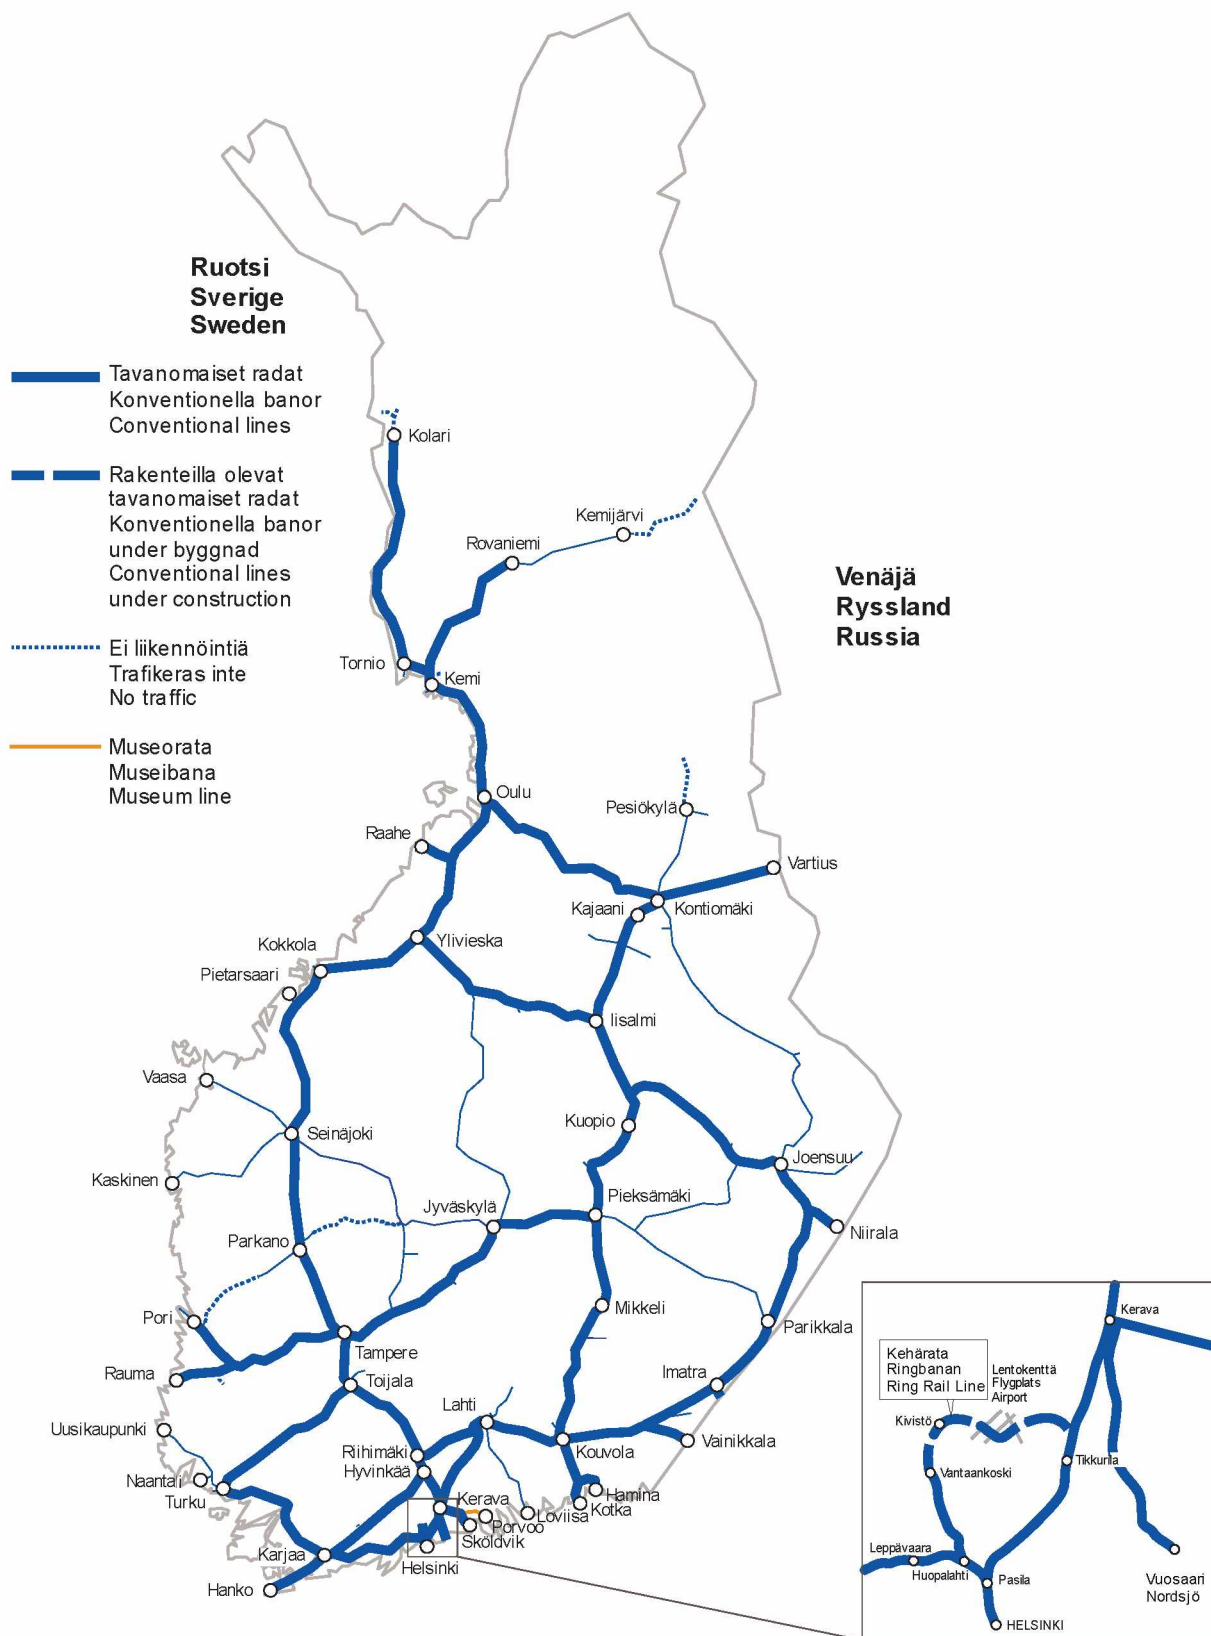 Ruotsi
Sverige
Sweden
Tavanomaiset radat
Konventionella banor
Conventional lines
Rakenteilla olevat
tavanomaiset radat
Konventionella banor
under byggnad
Conventional lines
under construction
Ei liikennöintiä
Trafikeras inte
No traffic
Museorata
Museibana
Museum line
Venäjä
Ryssland
Russia
Kolari
Kemijärvi
Rovaniemi
Tornio
Kemi
Oulu
Pesiökylä
Raahe
Vartius
Kajaani
Kontiomäki
Ylivieska
Kokkola
Pietarsaari
Iisalmi
Vaasa
Kuopio
Seinäjoki
Joensuu
Kaskinen
Pieksämäki
Jyväskylä
Niirala
Parkano
Mikkeli
Pori
Parikkala
Tampere
Rauma
Imatra
Toijala
Lahti
Uusikaupunki
Vainikkala
Kouvola
Riihimäki
Hyvinkää
Naantali
Turku
Hamina
Kerava
Loviisa
Kotka
Porvoo
Sköldvik
Karjaa
Helsinki
Hanko
Kerava
Kehärata
Ringbanan
Ring Rail Line
Lentokenttä
Flygplats
Airport
Kivistö
Tikkurila
Vantaankoski
Leppävaara
Huopalahti
Pasila
Vuosaari
Nordsjö
HELSINKI